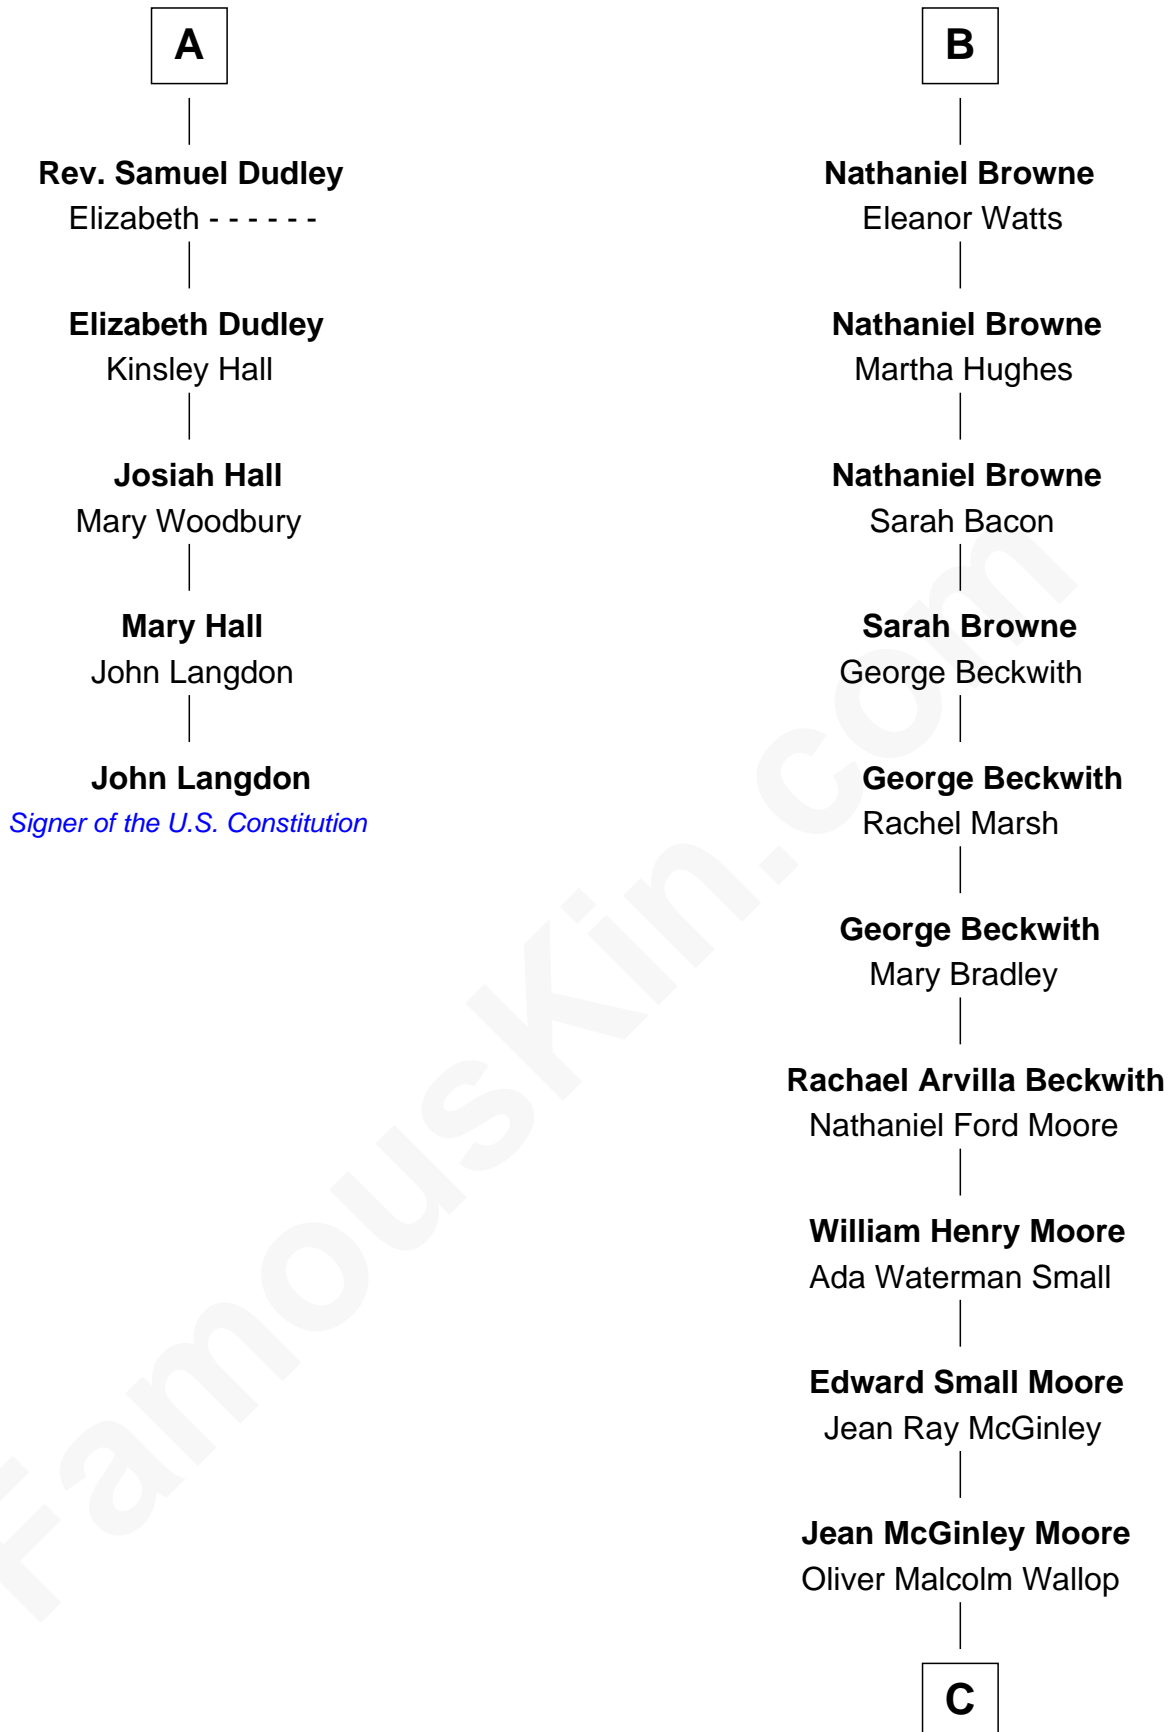 A
Rev. Samuel Dudley
Elizabeth - - - - - -
Elizabeth Dudley
Kinsley Hall
Josiah Hall
Mary Woodbury
Mary Hall
John Langdon
John Langdon
Signer of the U.S. Constitution
B
Nathaniel Browne
Eleanor Watts
Nathaniel Browne
Martha Hughes
Nathaniel Browne
Sarah Bacon
Sarah Browne
George Beckwith
George Beckwith
Rachel Marsh
George Beckwith
Mary Bradley
Rachael Arvilla Beckwith
Nathaniel Ford Moore
William Henry Moore
Ada Waterman Small
Edward Small Moore
Jean Ray McGinley
Jean McGinley Moore
Oliver Malcolm Wallop
C
FamousKin.com